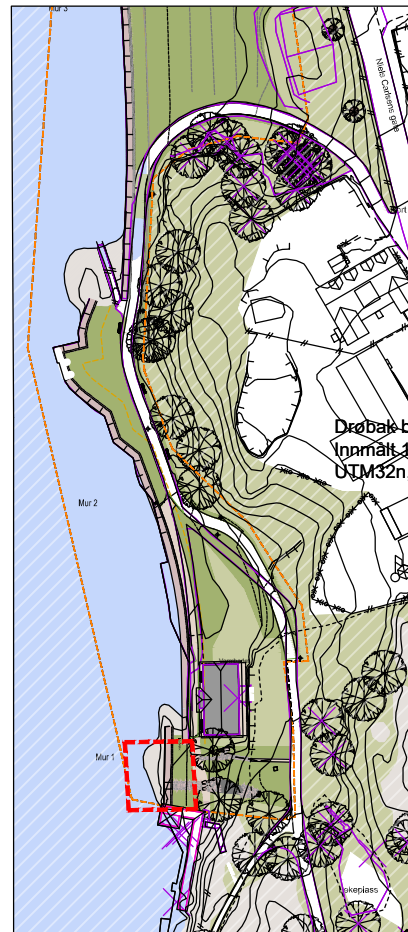 Mur 3
Niels Carlsens gate
Drøbak b
Innmålt 1
UTM32n,
Mur 2
Mur 1
Lekeplass